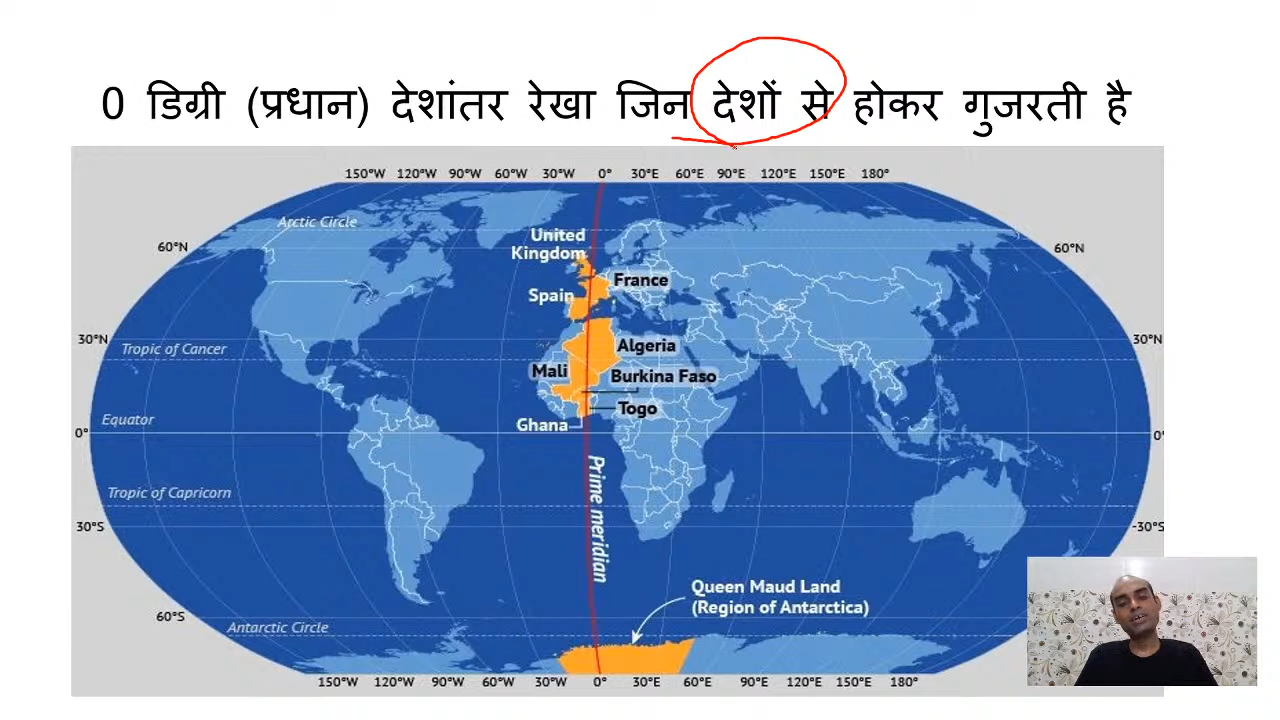 0 डिग्री (प्रधान) देशांतर रेखा जिन देशों से होकर गुजरती है
150°W 120°W 90°W 60°W 30°W 0° 30°E 60°E 90°E 120°E 150°E 180°
Arctic Circle
60°N 60°N
United
Kingdom
France
Spain
30°N 30°N
Tropic of Cancer
Algeria
Mali
Burkina Faso
Togo
Equator
Ghana
0° 0°
Prime meridian
Tropic of Capricorn
30°S -30°S
Queen Maud Land
(Region of Antarctica)
60°S
Antarctic Circle
150°W 120°W 90°W 60°W 30°W 0° 30°E 60°E 90°E 120°E 150°E 180°